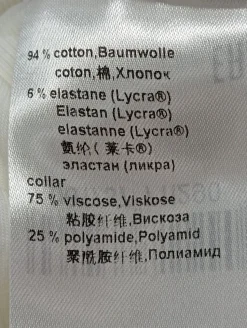 94 % cotton,Baumwolle
coton,棉,Хлопок
6 % elastane (Lycra®)
Elastan (Lycra®)
elastanne (Lycra®)
氨纶( 莱卡®)
эластан (ликра)
collar
75 % viscose,Viskose
粘胶纤维,Вискоза
25 % polyamide,Polyamid
聚酰胺纤维,Полиамид